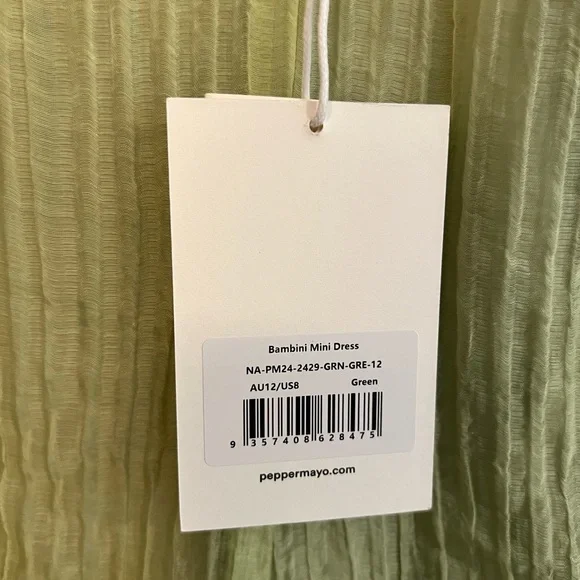 Bambini Mini Dress
NA-PM24-2429-GRN-GRE-12
AU12/US8 Green
9 357408 628475
peppermayo.com